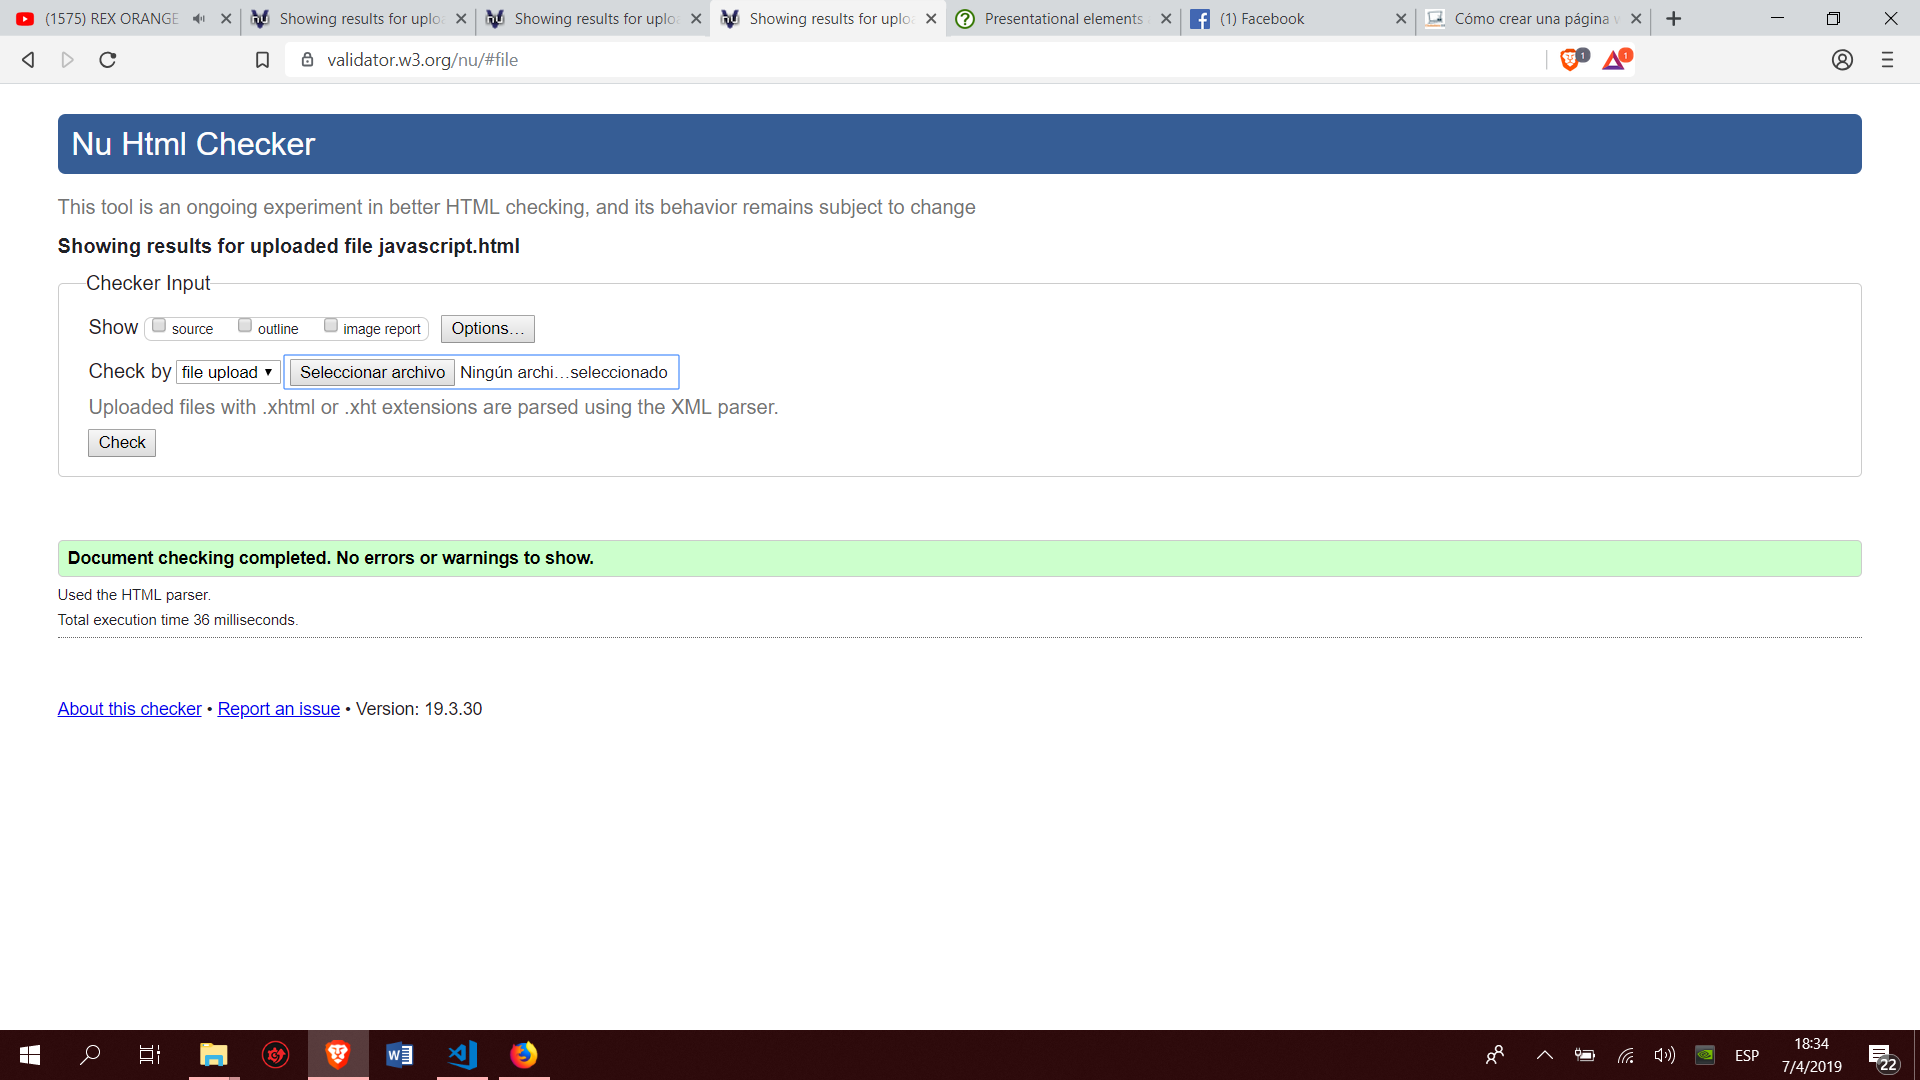 (1575) REX ORANGE
Showing results for uplo
Showing results for uplo
Showing results for uplo
Presentational elements
(1) Facebook
Cómo crear una página
validator.w3.org/nu/#file
1
1
Nu Html Checker
This tool is an ongoing experiment in better HTML checking, and its behavior remains subject to change
Showing results for uploaded file javascript.html
Checker Input
Show source outline image report Options...
Check by file upload Seleccionar archivo Ningún archi...seleccionado
Uploaded files with .xhtml or .xht extensions are parsed using the XML parser.
Check
Document checking completed. No errors or warnings to show.
Used the HTML parser.
Total execution time 36 milliseconds.
About this checker • Report an issue • Version: 19.3.30
ESP
18:34
7/4/2019
22